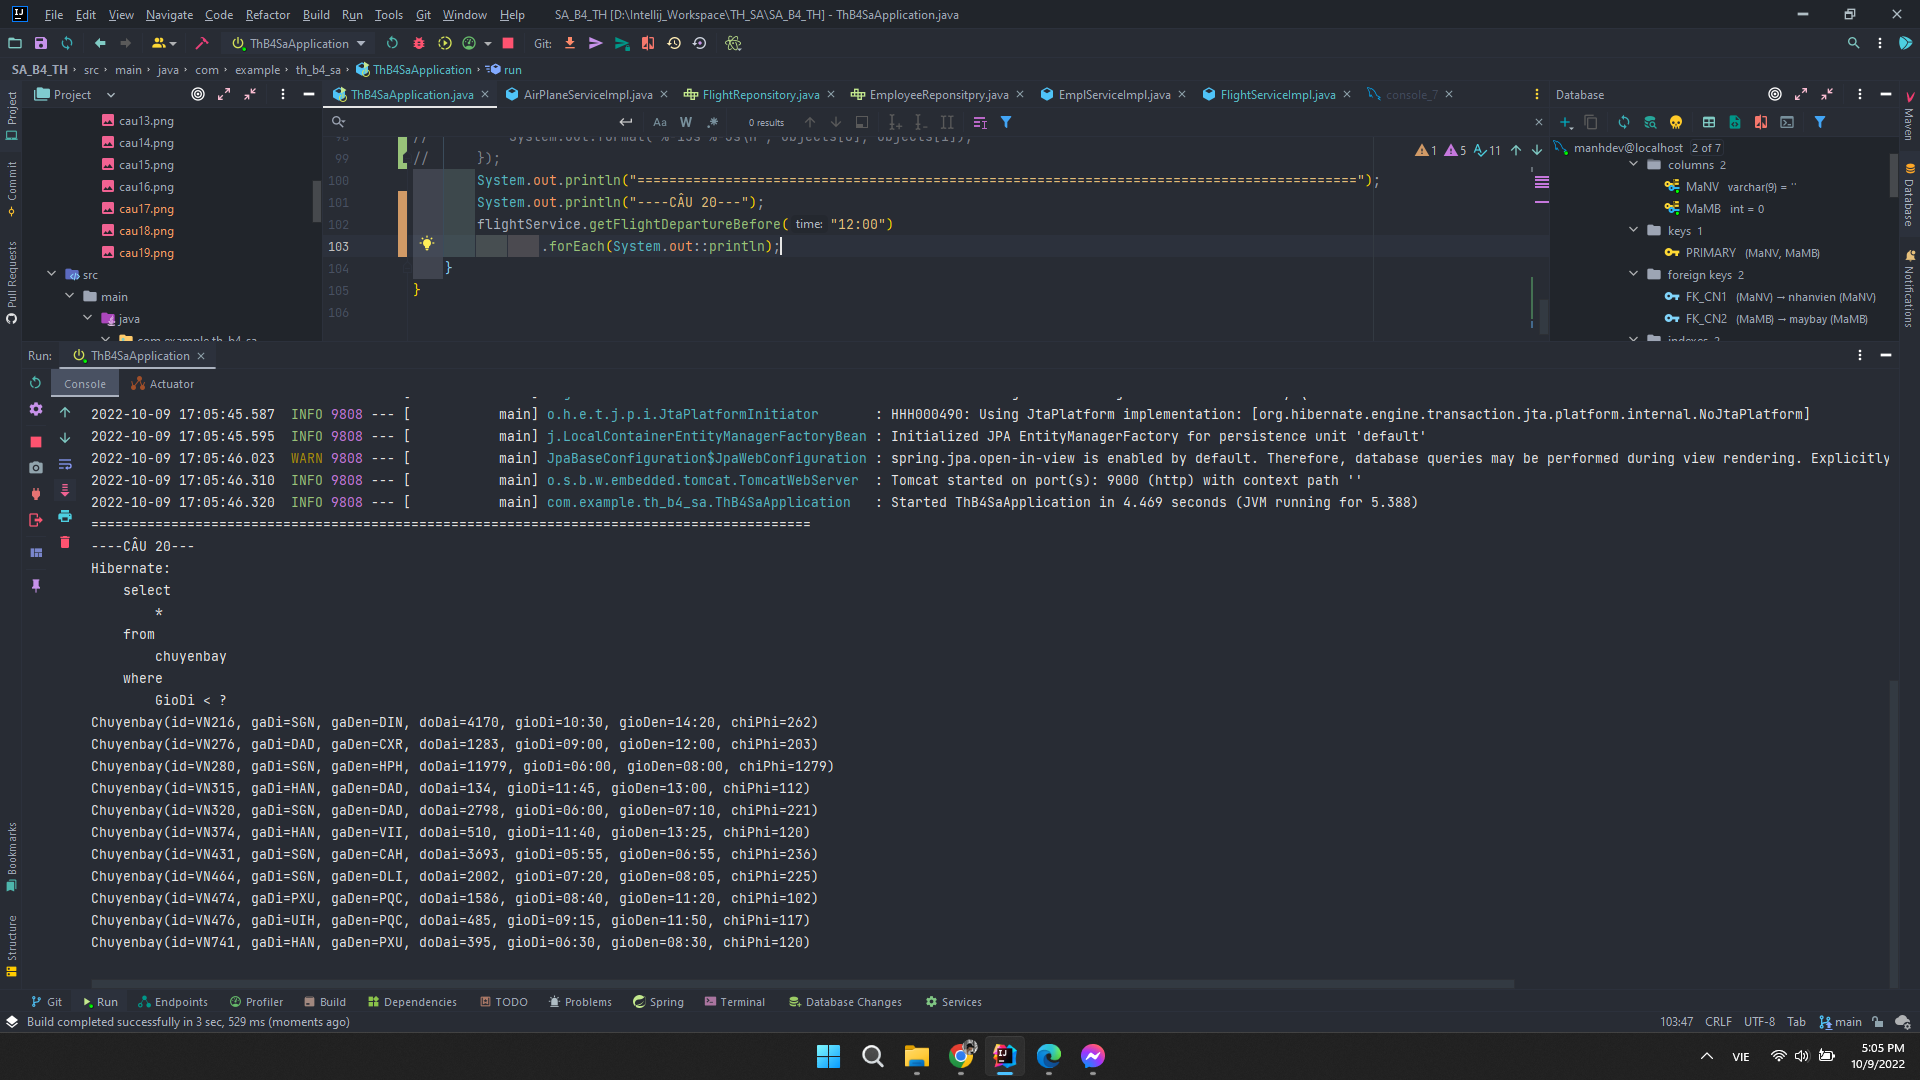 File Edit View Navigate Code Refactor Build Run Tools Git Window Help SA_B4_TH [D:\Intellij_Workspace\TH_SA\SA_B4_TH] - ThB4SaApplication.java
ThB4SaApplication Git:
SA_B4_TH › src › main › java › com › example › th_b4_sa › ThB4SaApplication › run
Project
ThB4SaApplication.java AirPlaneServiceImpl.java FlightReponsitory.java EmployeeReponsitpry.java EmplServiceImpl.java FlightServiceImpl.java console_7
Database
cau13.png
cau14.png
cau15.png
cau16.png
cau17.png
cau18.png
cau19.png
src
main
java
com.example.th_b4_sa
Aa W .* 0 results
99 // });
100 System.out.println("==========================================================================================");
101 System.out.println("----CÂU 20---");
102 flightService.getFlightDepartureBefore( time: "12:00")
103 .forEach(System.out::println);
104 }
105 }
106
1 5 11
manhdev@localhost 2 of 7
columns 2
MaNV varchar(9) = ''
MaMB int = 0
keys 1
PRIMARY (MaNV, MaMB)
foreign keys 2
FK_CN1 (MaNV) → nhanvien (MaNV)
FK_CN2 (MaMB) → maybay (MaMB)
indexes 2
Project
Commit
Pull Requests
Bookmarks
Structure
Maven
Database
Notifications
Run: ThB4SaApplication
Console Actuator
2022-10-09 17:05:45.587 INFO 9808 --- [ main] o.h.e.t.j.p.i.JtaPlatformInitiator : HHH000490: Using JtaPlatform implementation: [org.hibernate.engine.transaction.jta.platform.internal.NoJtaPlatform]
2022-10-09 17:05:45.595 INFO 9808 --- [ main] j.LocalContainerEntityManagerFactoryBean : Initialized JPA EntityManagerFactory for persistence unit 'default'
2022-10-09 17:05:46.023 WARN 9808 --- [ main] JpaBaseConfiguration$JpaWebConfiguration : spring.jpa.open-in-view is enabled by default. Therefore, database queries may be performed during view rendering. Explicitly
2022-10-09 17:05:46.310 INFO 9808 --- [ main] o.s.b.w.embedded.tomcat.TomcatWebServer : Tomcat started on port(s): 9000 (http) with context path ''
2022-10-09 17:05:46.320 INFO 9808 --- [ main] com.example.th_b4_sa.ThB4SaApplication : Started ThB4SaApplication in 4.469 seconds (JVM running for 5.388)
==========================================================================================
----CÂU 20---
Hibernate:
select
*
from
chuyenbay
where
GioDi < ?
Chuyenbay(id=VN216, gaDi=SGN, gaDen=DIN, doDai=4170, gioDi=10:30, gioDen=14:20, chiPhi=262)
Chuyenbay(id=VN276, gaDi=DAD, gaDen=CXR, doDai=1283, gioDi=09:00, gioDen=12:00, chiPhi=203)
Chuyenbay(id=VN280, gaDi=SGN, gaDen=HPH, doDai=11979, gioDi=06:00, gioDen=08:00, chiPhi=1279)
Chuyenbay(id=VN315, gaDi=HAN, gaDen=DAD, doDai=134, gioDi=11:45, gioDen=13:00, chiPhi=112)
Chuyenbay(id=VN320, gaDi=SGN, gaDen=DAD, doDai=2798, gioDi=06:00, gioDen=07:10, chiPhi=221)
Chuyenbay(id=VN374, gaDi=HAN, gaDen=VII, doDai=510, gioDi=11:40, gioDen=13:25, chiPhi=120)
Chuyenbay(id=VN431, gaDi=SGN, gaDen=CAH, doDai=3693, gioDi=05:55, gioDen=06:55, chiPhi=236)
Chuyenbay(id=VN464, gaDi=SGN, gaDen=DLI, doDai=2002, gioDi=07:20, gioDen=08:05, chiPhi=225)
Chuyenbay(id=VN474, gaDi=PXU, gaDen=PQC, doDai=1586, gioDi=08:40, gioDen=11:20, chiPhi=102)
Chuyenbay(id=VN476, gaDi=UIH, gaDen=PQC, doDai=485, gioDi=09:15, gioDen=11:50, chiPhi=117)
Chuyenbay(id=VN741, gaDi=HAN, gaDen=PXU, doDai=395, gioDi=06:30, gioDen=08:30, chiPhi=120)
Git Run Endpoints Profiler Build Dependencies TODO Problems Spring Terminal Database Changes Services
Build completed successfully in 3 sec, 529 ms (moments ago) 103:47 CRLF UTF-8 Tab main
VIE 5:05 PM
10/9/2022